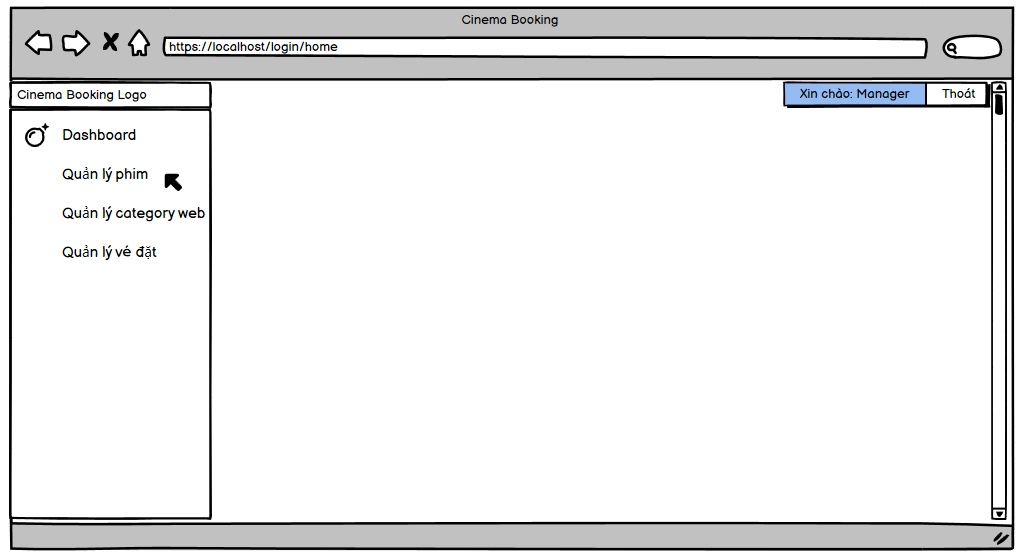 Cinema Booking
https://localhost/login/home
Cinema Booking Logo
Xin chào: Manager
Thoát
Dashboard
Quản lý phim
Quản lý category web
Quản lý vé đặt